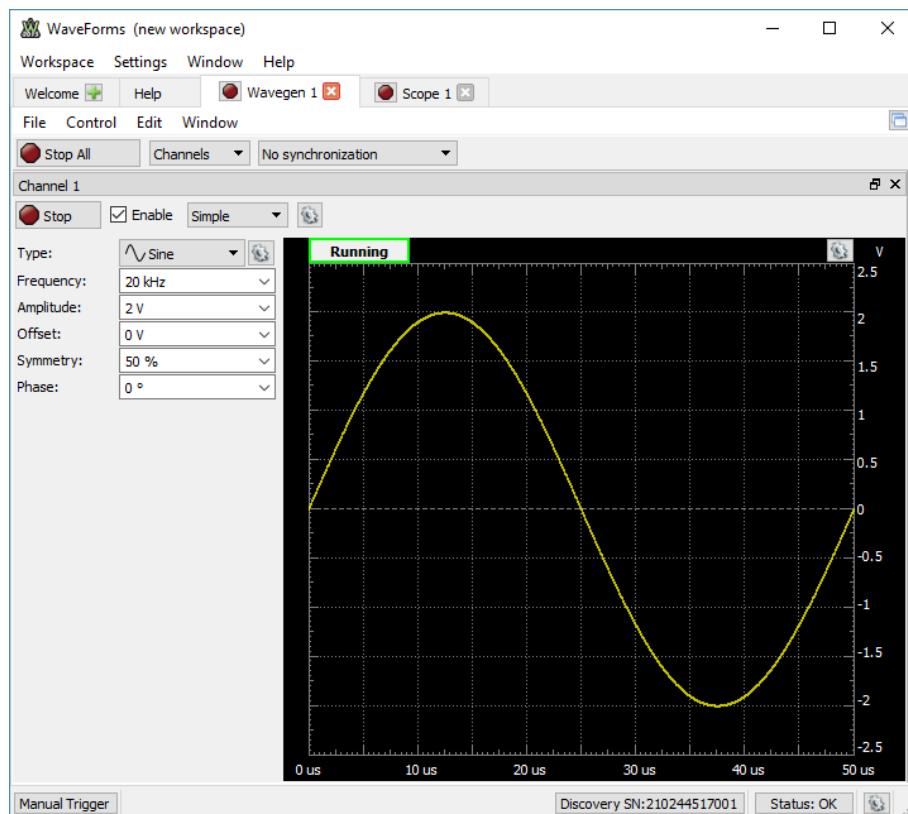 WaveForms (new workspace)
Workspace Settings Window Help
Welcome Help Wavegen 1 Scope 1
File Control Edit Window
Stop All Channels No synchronization
Channel 1
Stop Enable Simple
Type: Sine
Frequency: 20 kHz
Amplitude: 2 V
Offset: 0 V
Symmetry: 50 %
Phase: 0 °
Running V
2.5
2
1.5
1
0.5
0
-0.5
-1
-1.5
-2
-2.5
0 us 10 us 20 us 30 us 40 us 50 us
Manual Trigger Discovery SN:210244517001 Status: OK